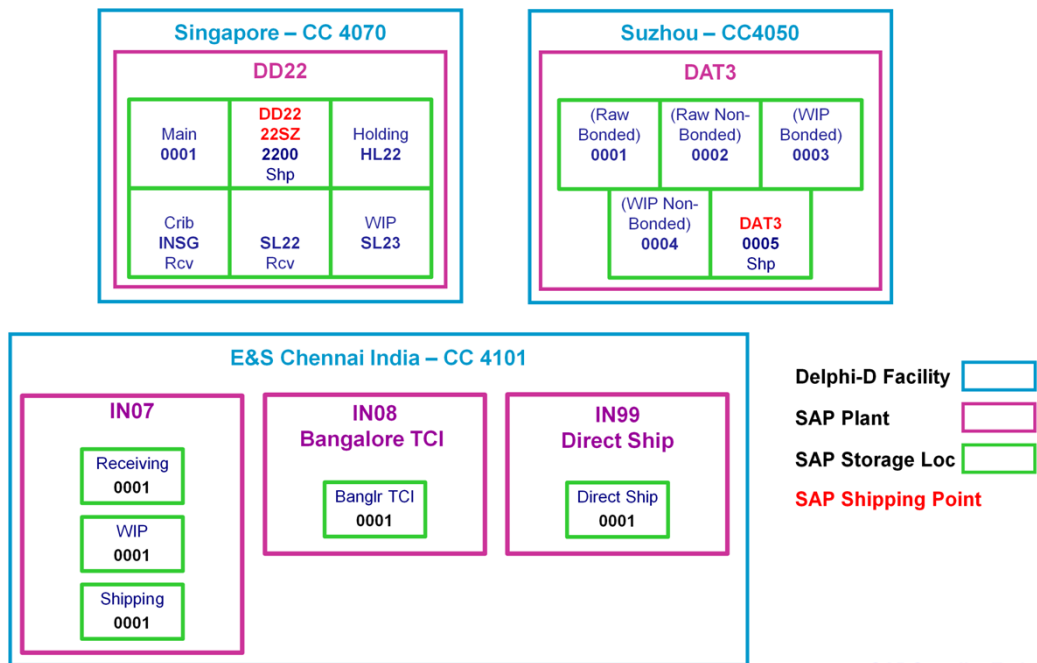 Singapore – CC 4070
DD22
Main
0001
DD22
22SZ
2200
Shp
Holding
HL22
Crib
INSG
Rcv
SL22
Rcv
WIP
SL23
Suzhou – CC4050
DAT3
(Raw
Bonded)
0001
(Raw Non-
Bonded)
0002
(WIP
Bonded)
0003
(WIP Non-
Bonded)
0004
DAT3
0005
Shp
E&S Chennai India – CC 4101
IN07
Receiving
0001
WIP
0001
Shipping
0001
IN08
Bangalore TCI
Banglr TCI
0001
IN99
Direct Ship
Direct Ship
0001
Delphi-D Facility
SAP Plant
SAP Storage Loc
SAP Shipping Point